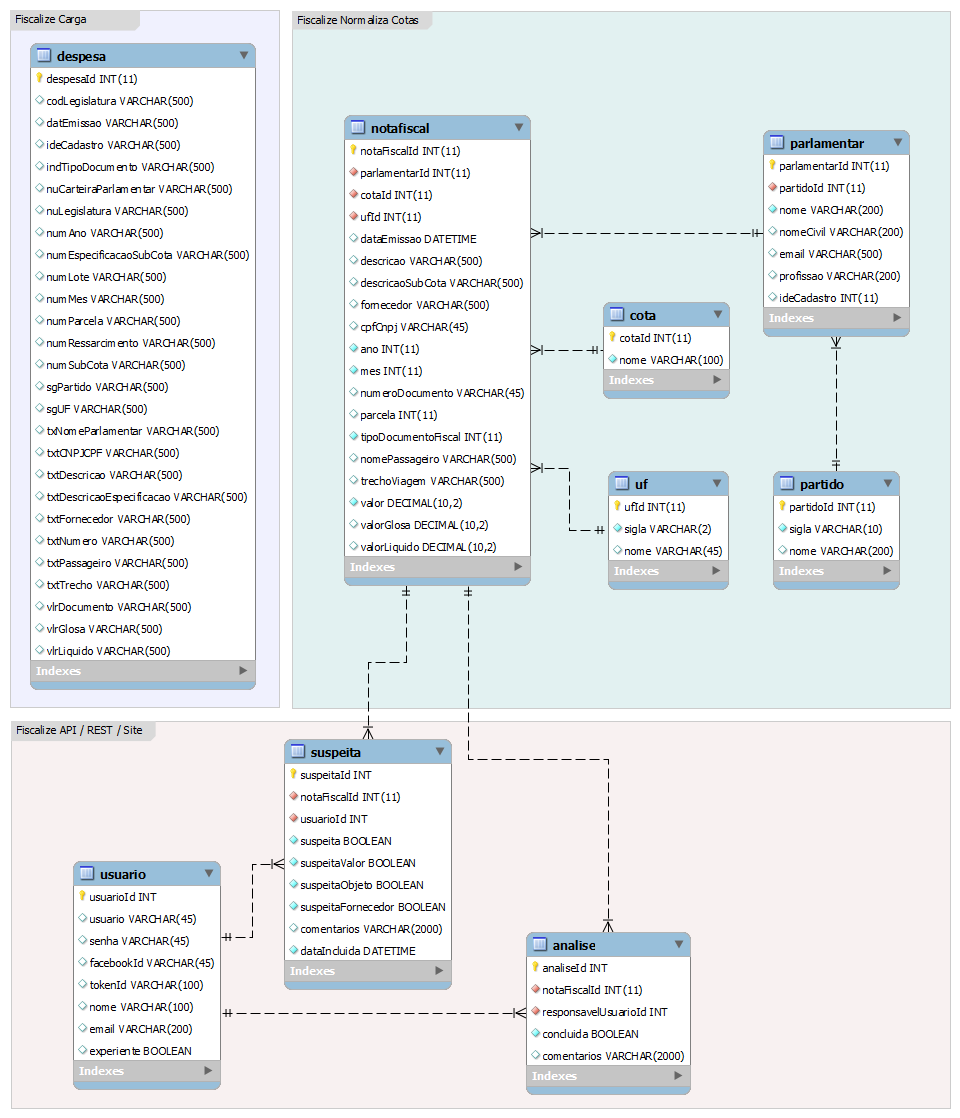 Fiscalize Carga
despesa
despesaId INT(11)
codLegislatura VARCHAR(500)
datEmissao VARCHAR(500)
ideCadastro VARCHAR(500)
indTipoDocumento VARCHAR(500)
nuCarteiraParlamentar VARCHAR(500)
nuLegislatura VARCHAR(500)
numAno VARCHAR(500)
numEspecificacaoSubCota VARCHAR(500)
numLote VARCHAR(500)
numMes VARCHAR(500)
numParcela VARCHAR(500)
numRessarcimento VARCHAR(500)
numSubCota VARCHAR(500)
sgPartido VARCHAR(500)
sgUF VARCHAR(500)
txNomeParlamentar VARCHAR(500)
txtCNPJCPF VARCHAR(500)
txtDescricao VARCHAR(500)
txtDescricaoEspecificacao VARCHAR(500)
txtFornecedor VARCHAR(500)
txtNumero VARCHAR(500)
txtPassageiro VARCHAR(500)
txtTrecho VARCHAR(500)
vlrDocumento VARCHAR(500)
vlrGlosa VARCHAR(500)
vlrLiquido VARCHAR(500)
Indexes
Fiscalize Normaliza Cotas
notafiscal
notaFiscalId INT(11)
parlamentarId INT(11)
cotaId INT(11)
ufId INT(11)
dataEmissao DATETIME
descricao VARCHAR(500)
descricaoSubCota VARCHAR(500)
fornecedor VARCHAR(500)
cpfCnpj VARCHAR(45)
ano INT(11)
mes INT(11)
numeroDocumento VARCHAR(45)
parcela INT(11)
tipoDocumentoFiscal INT(11)
nomePassageiro VARCHAR(500)
trechoViagem VARCHAR(500)
valor DECIMAL(10,2)
valorGlosa DECIMAL(10,2)
valorLiquido DECIMAL(10,2)
Indexes
parlamentar
parlamentarId INT(11)
partidoId INT(11)
nome VARCHAR(200)
nomeCivil VARCHAR(200)
email VARCHAR(500)
profissao VARCHAR(200)
ideCadastro INT(11)
Indexes
cota
cotaId INT(11)
nome VARCHAR(100)
Indexes
uf
ufId INT(11)
sigla VARCHAR(2)
nome VARCHAR(45)
Indexes
partido
partidoId INT(11)
sigla VARCHAR(10)
nome VARCHAR(200)
Indexes
Fiscalize API / REST / Site
suspeita
suspeitaId INT
notaFiscalId INT(11)
usuarioId INT
suspeita BOOLEAN
suspeitaValor BOOLEAN
suspeitaObjeto BOOLEAN
suspeitaFornecedor BOOLEAN
comentarios VARCHAR(2000)
dataIncluida DATETIME
Indexes
usuario
usuarioId INT
usuario VARCHAR(45)
senha VARCHAR(45)
facebookId VARCHAR(45)
tokenId VARCHAR(100)
nome VARCHAR(100)
email VARCHAR(200)
experiente BOOLEAN
Indexes
analise
analiseId INT
notaFiscalId INT(11)
responsavelUsuarioId INT
concluida BOOLEAN
comentarios VARCHAR(2000)
Indexes